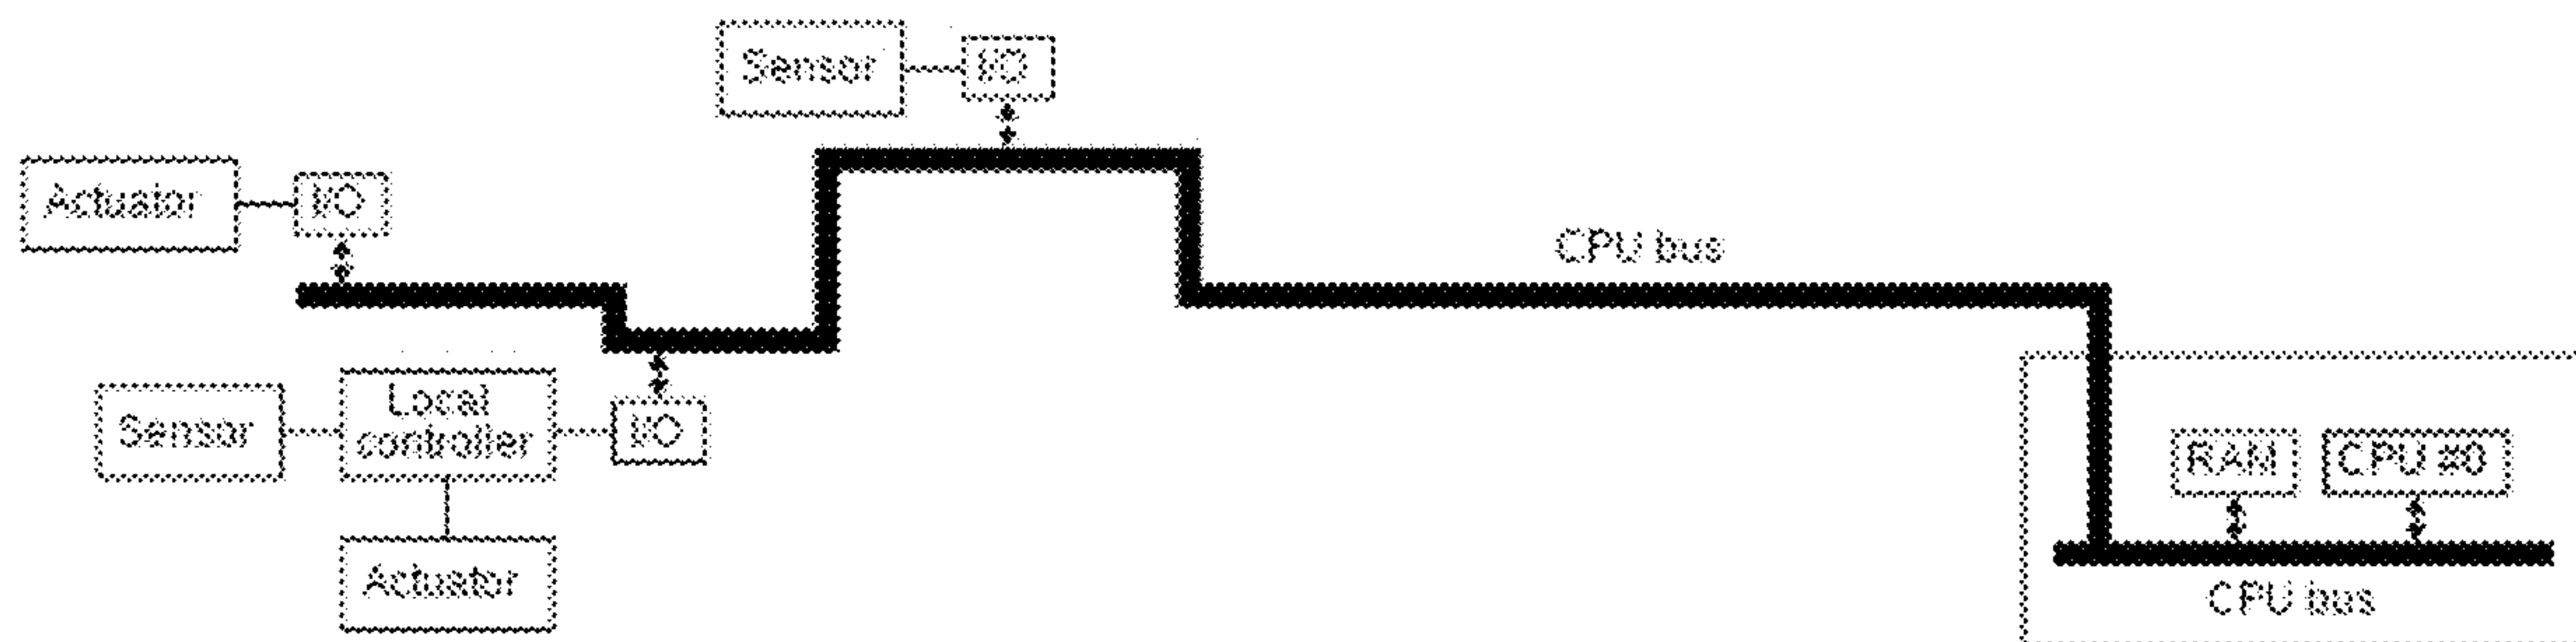 Sensor
I/O
Actuator
I/O
CPU bus
Local
controller
Sensor
I/O
RAM
CPU #0
Actuator
CPU bus